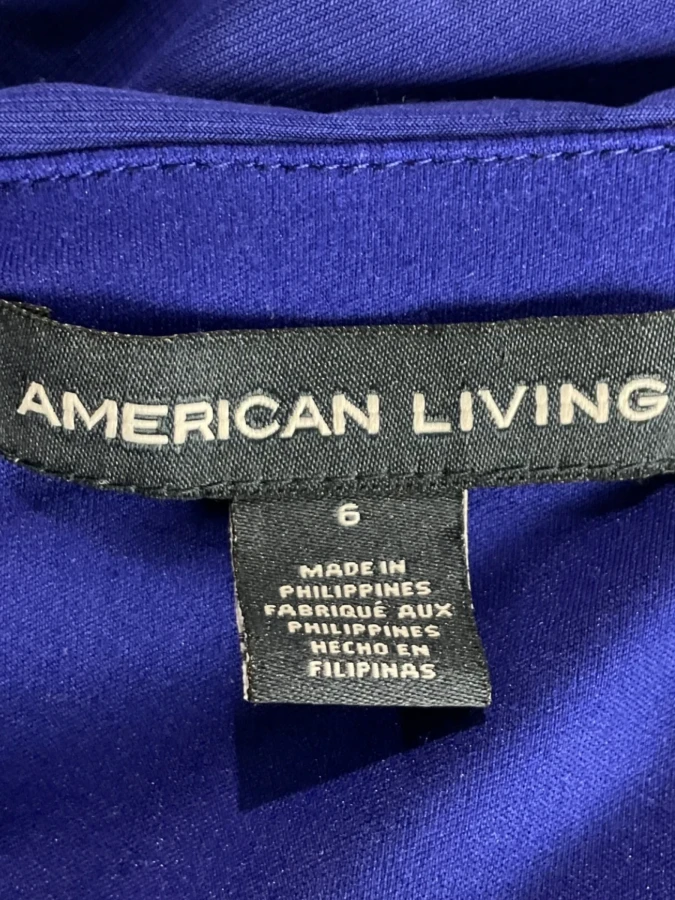 AMERICAN LIVING
6
MADE IN
PHILIPPINES
FABRIQUÉ AUX
PHILIPPINES
HECHO EN
FILIPINAS